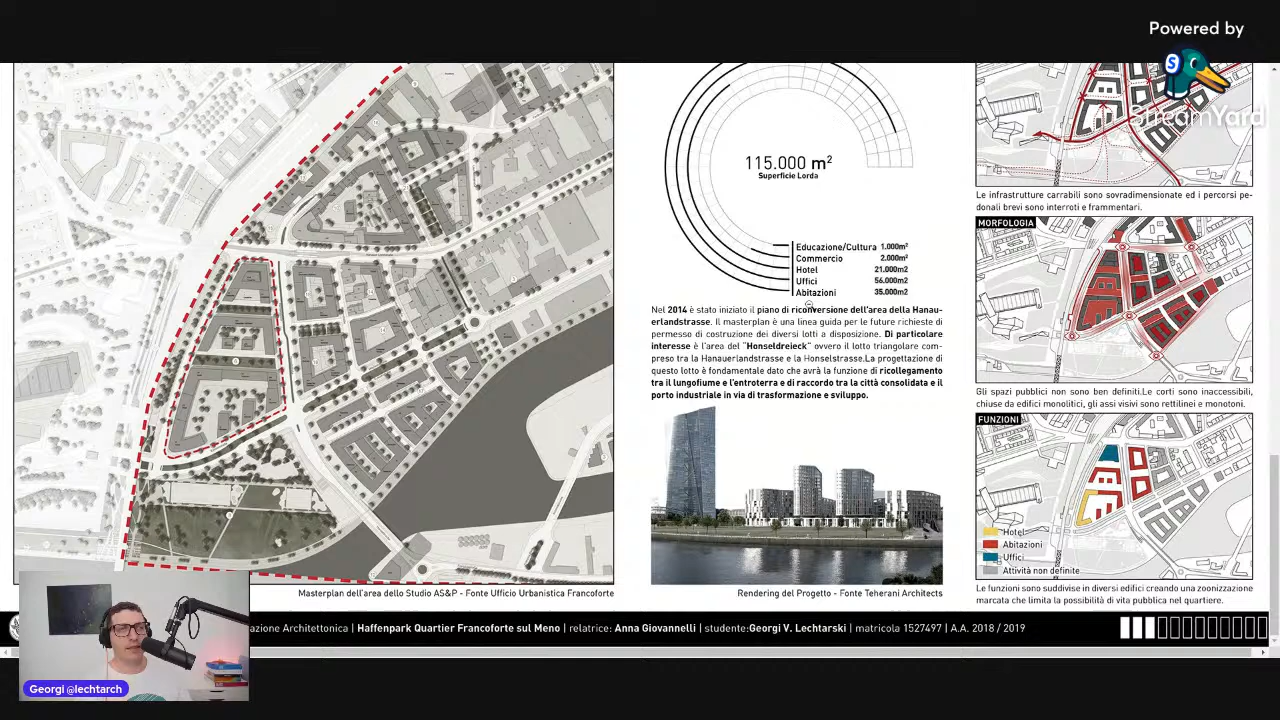 Powered by
StreamYard
115.000 m²
Superficie Lorda
Educazione/Cultura 1.000m²
Commercio 2.000m²
Hotel 21.000m2
Uffici 56.000m2
Abitazioni 35.000m2
Nel 2014 è stato iniziato il piano di riconversione dell'area della Hanau-
erlandstrasse. Il masterplan è una linea guida per le future richieste di
permesso di costruzione dei diversi lotti a disposizione. Di particolare
interesse è l'area del "Honseldreieck" ovvero il lotto triangolare com-
preso tra la Hanauerlandstrasse e la Honselstrasse.La progettazione di
questo lotto è fondamentale dato che avrà la funzione di ricollegamento
tra il lungofiume e l'entroterra e di raccordo tra la città consolidata e il
porto industriale in via di trasformazione e sviluppo.
Le infrastrutture carrabili sono sovradimensionate ed i percorsi pe-
donali brevi sono interroti e frammentari.
MORFOLOGIA
Gli spazi pubblici non sono ben definiti.Le corti sono inaccessibili,
chiuse da edifici monolitici, gli assi visivi sono rettilinei e monotoni.
FUNZIONI
Hotel
Abitazioni
Uffici
Attività non definite
Le funzioni sono suddivise in diversi edifici creando una zoonizzazione
marcata che limita la possibilità di vita pubblica nel quartiere.
Masterplan dell'area dello Studio AS&P - Fonte Ufficio Urbanistica Francoforte
Rendering del Progetto - Fonte Teherani Architects
azione Architettonica | Haffenpark Quartier Francoforte sul Meno | relatrice: Anna Giovannelli | studente:Georgi V. Lechtarski | matricola 1527497 | A.A. 2018 / 2019
Georgi @lechtarch